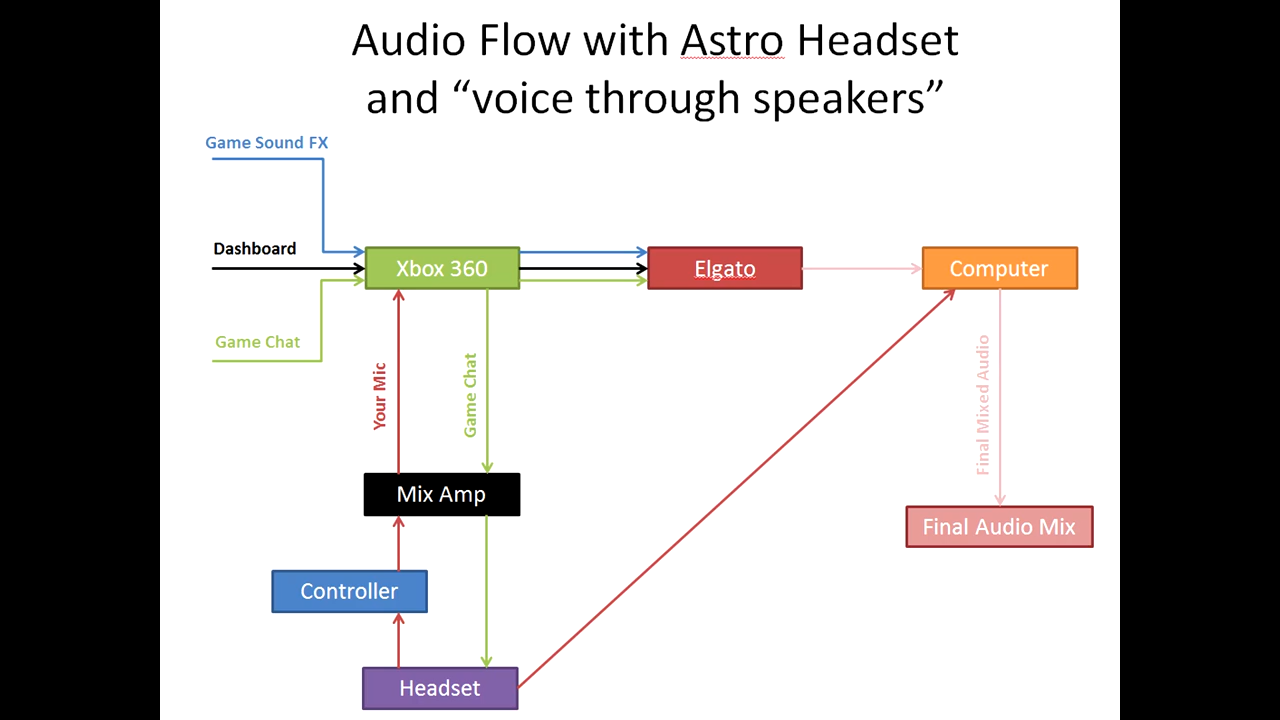 Audio Flow with Astro Headset
and “voice through speakers”
Game Sound FX
Dashboard
Xbox 360
Elgato
Computer
Game Chat
Your Mic
Game Chat
Final Mixed Audio
Mix Amp
Final Audio Mix
Controller
Headset